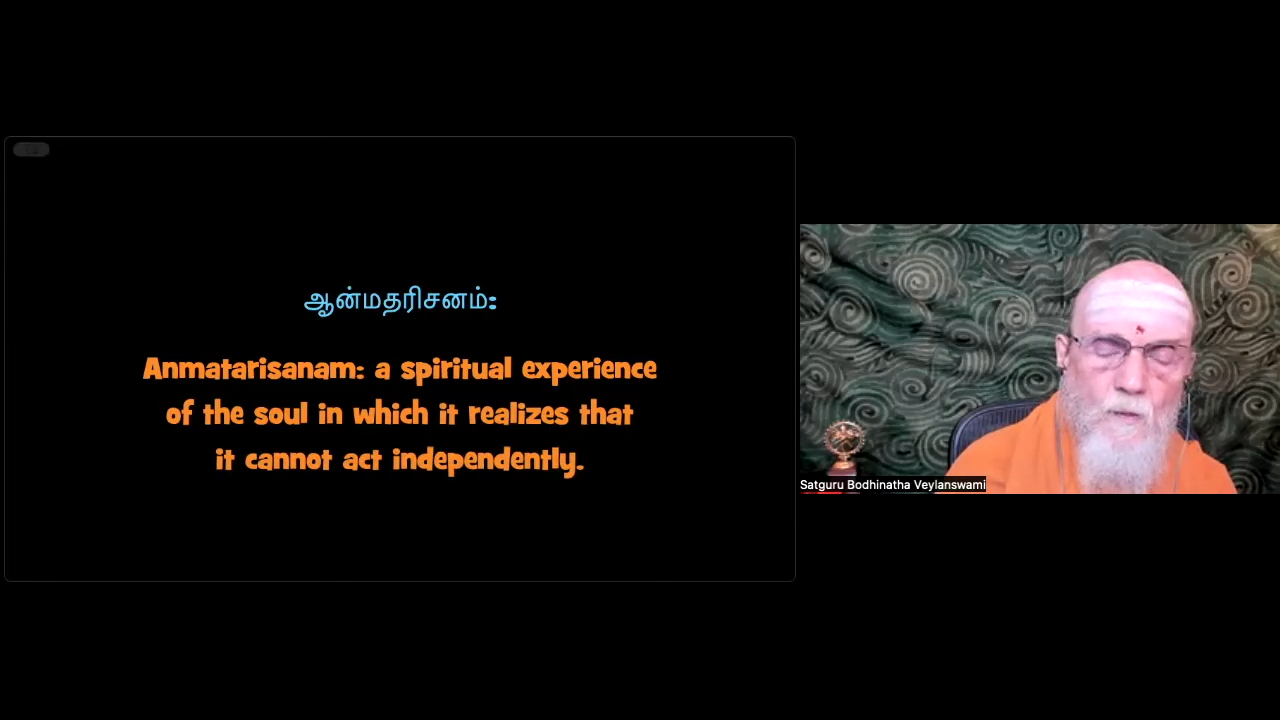 ஆன்மதரிசனம்:
Anmatarisanam: a spiritual experience
of the soul in which it realizes that
it cannot act independently.
Satguru Bodhinatha Veylanswami